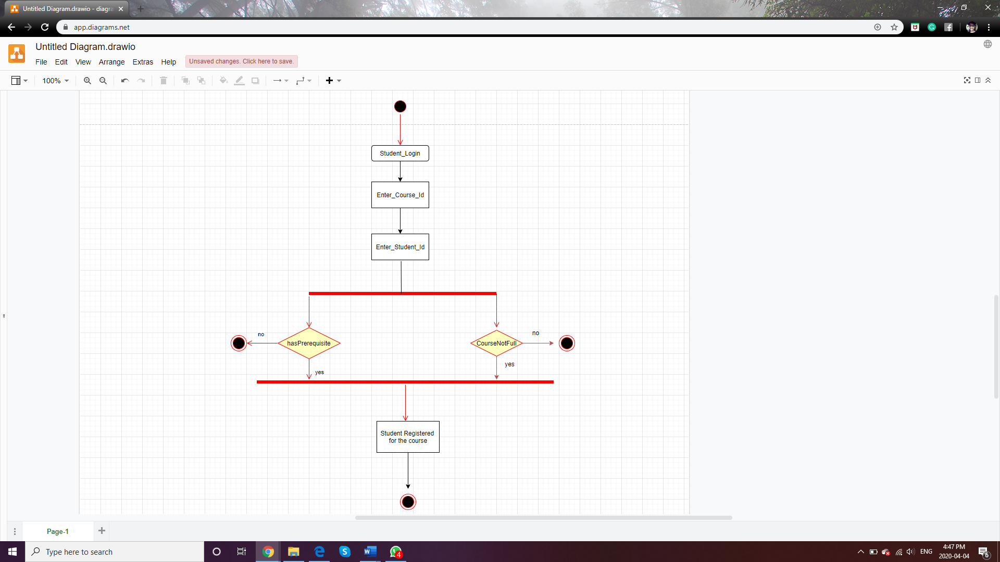 Untitled Diagram.drawio - diagra
app.diagrams.net
Untitled Diagram.drawio
File Edit View Arrange Extras Help Unsaved changes. Click here to save.
100%
Student_Login
Enter_Course_Id
Enter_Student_Id
no
hasPrerequisite
yes
no
CourseNotFull
yes
Student Registered
for the course
Page-1
Type here to search
4
ENG
4:47 PM
2020-04-04
6